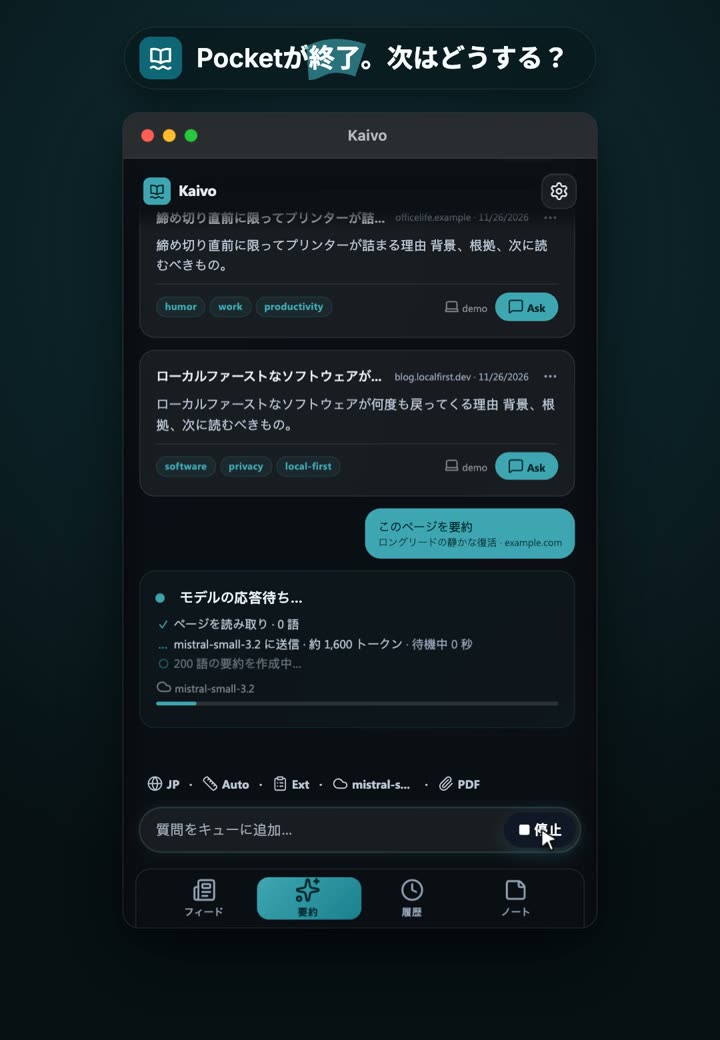 Pocketが終了。次はどうする？
Kaivo
Kaivo
締め切り直前に限ってプリンターが詰... officelife.example · 11/26/2026 ···
締め切り直前に限ってプリンターが詰まる理由 背景、根拠、次に読
むべきもの。
humor work productivity demo Ask
ローカルファーストなソフトウェアが... blog.localfirst.dev · 11/26/2026 ···
ローカルファーストなソフトウェアが何度も戻ってくる理由 背景、根
拠、次に読むべきもの。
software privacy local-first demo Ask
このページを要約
ロングリードの静かな復活 · example.com
モデルの応答待ち...
✓ ページを読み取り · 0 語
... mistral-small-3.2 に送信 · 約 1,600 トークン · 待機中 0 秒
200 語の要約を作成中...
mistral-small-3.2
JP · Auto · Ext · mistral-s... · PDF
質問をキューに追加... 停止
フィード 要約 履歴 ノート